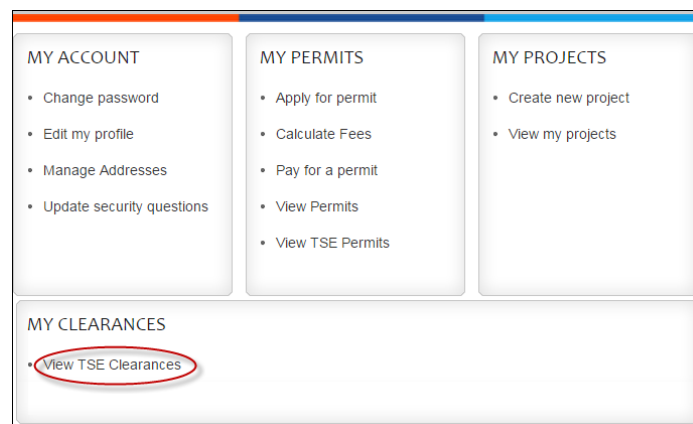 MY ACCOUNT
• Change password
• Edit my profile
• Manage Addresses
• Update security questions
MY PERMITS
• Apply for permit
• Calculate Fees
• Pay for a permit
• View Permits
• View TSE Permits
MY PROJECTS
• Create new project
• View my projects
MY CLEARANCES
• View TSE Clearances